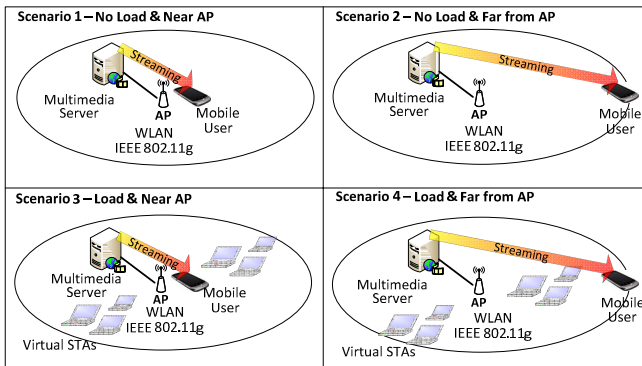 Scenario 1 – No Load & Near AP
Streaming
Multimedia
Server
AP
Mobile
User
WLAN
IEEE 802.11g
Scenario 2 – No Load & Far from AP
Streaming
Multimedia
Server
AP
Mobile
User
WLAN
IEEE 802.11g
Scenario 3 – Load & Near AP
Streaming
Multimedia
Server
AP
Mobile
User
WLAN
IEEE 802.11g
Virtual STAs
Scenario 4 – Load & Far from AP
Streaming
Multimedia
Server
AP
Mobile
User
WLAN
IEEE 802.11g
Virtual STAs